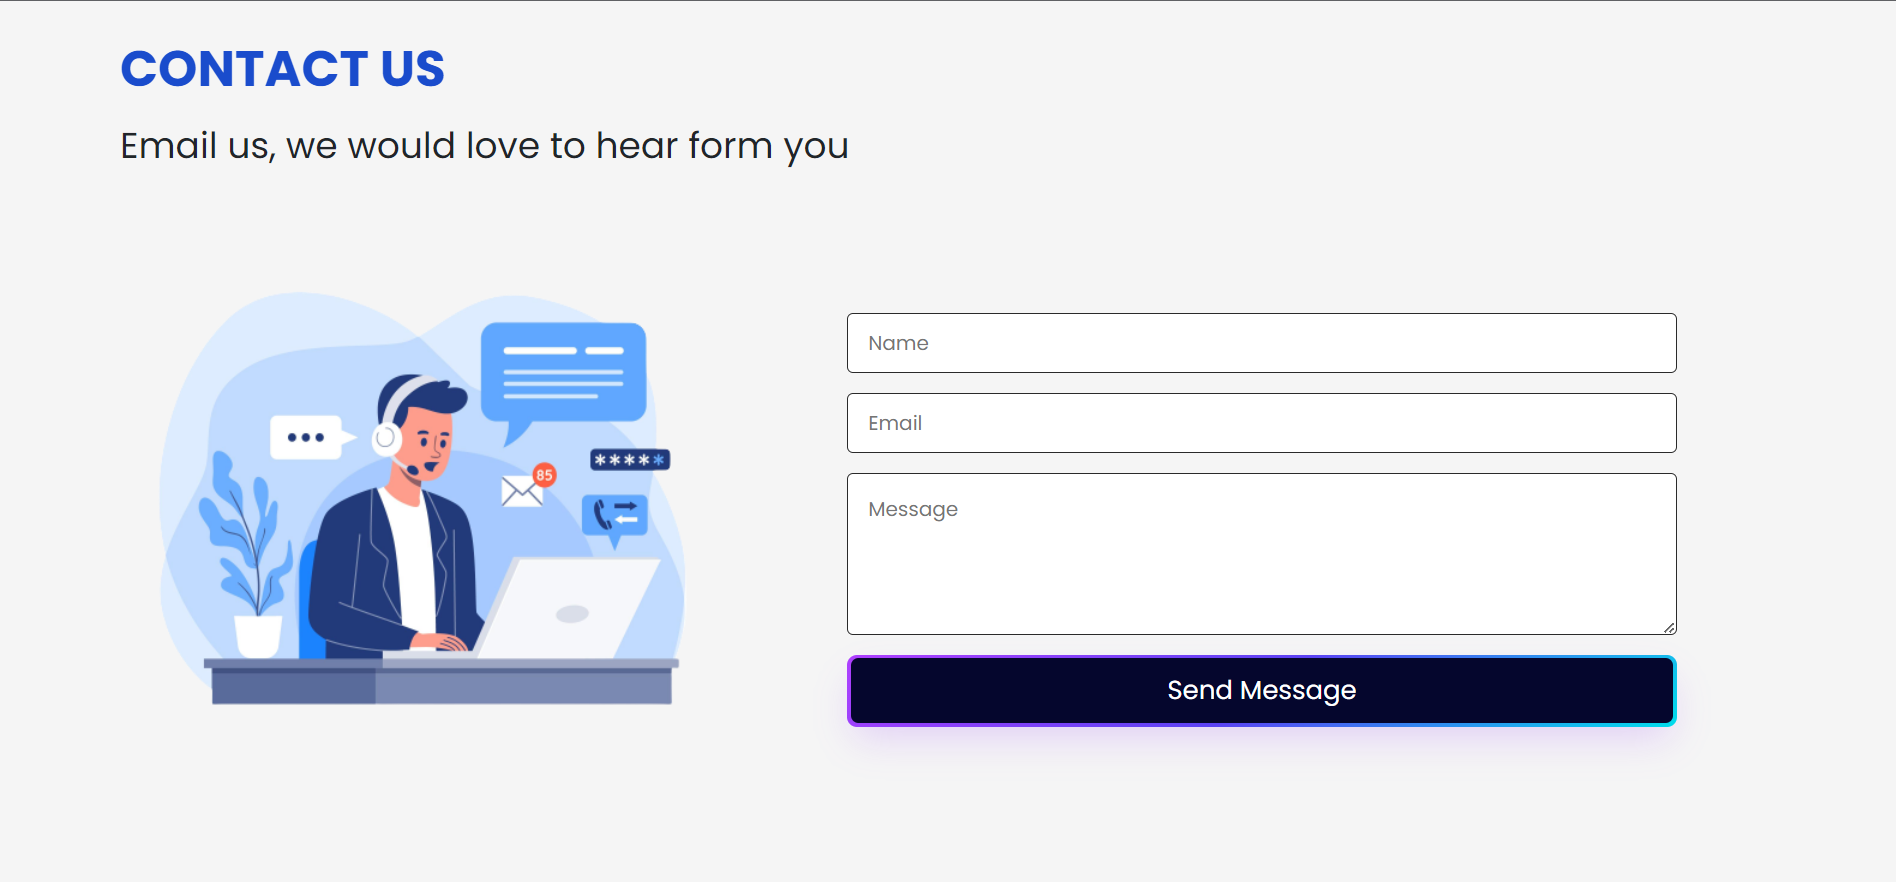 CONTACT US
Email us, we would love to hear form you
85
*****
Name
Email
Message
Send Message